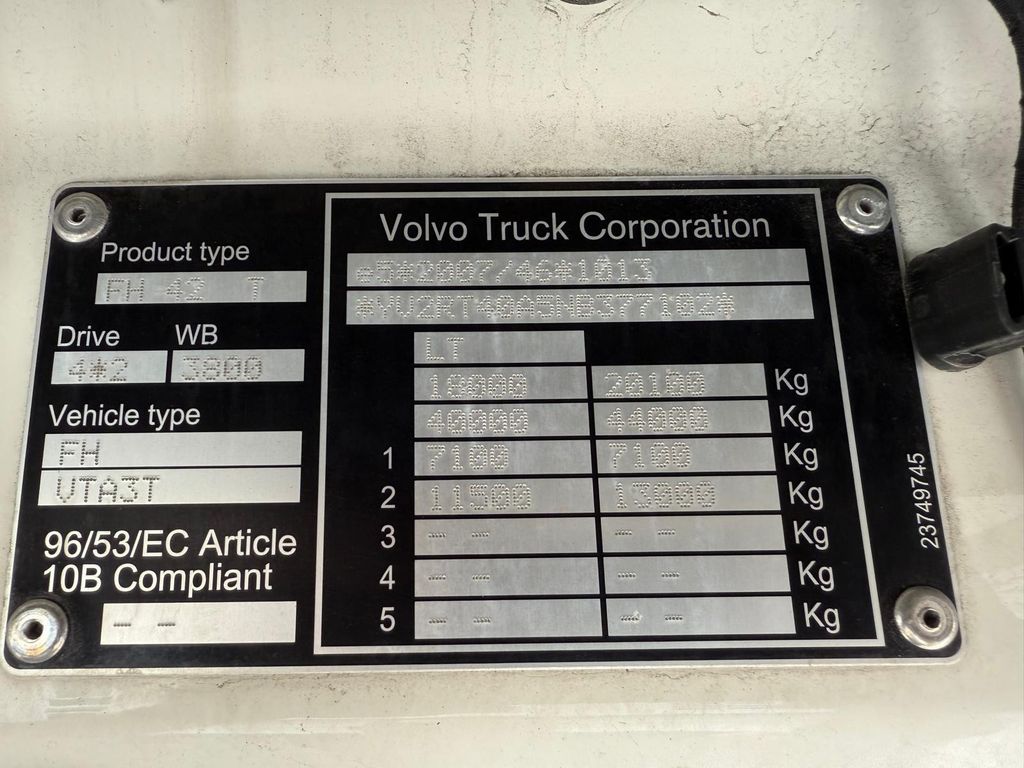 Product type
FH 42 T
Drive WB
4*2 3800
Vehicle type
FH
VTA3T
96/53/EC Article
10B Compliant
-- --
Volvo Truck Corporation
e5*2007/46*1013
*YV2RT40A5NB377102*
LT
18000 20100 Kg
40000 44000 Kg
1 7100 7100 Kg
2 11500 13000 Kg
3 -- -- -- -- Kg
4 -- -- -- -- Kg
5 -- -- -- -- Kg
23749745